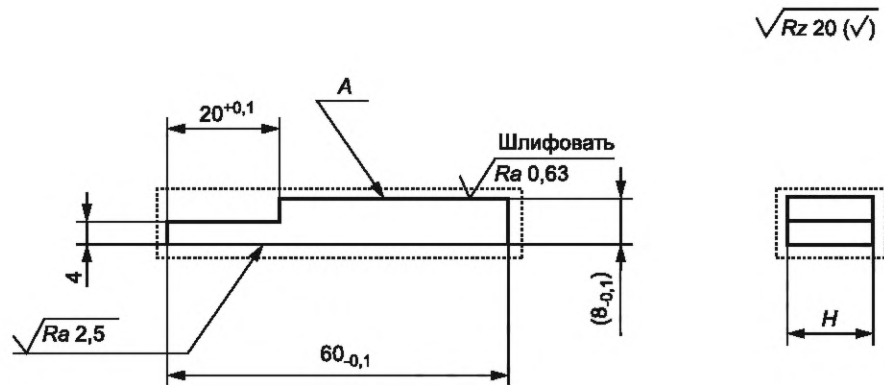 √Rz 20 (√)
A
20+0,1
Шлифовать
Ra 0,63
4
(8-0,1)
Ra 2,5
60-0,1
H